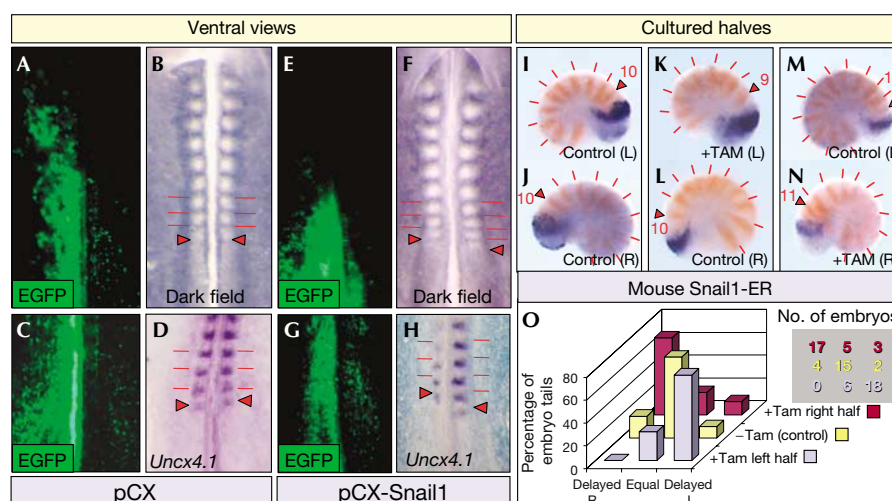 Ventral views
Cultured halves
A
B
E
F
I
K
M
10
9
1
EGFP
Dark field
EGFP
Dark field
Control (L)
+TAM (L)
Control (
J
L
N
10
10
11
Control (R)
Control (R)
+TAM (R)
C
D
G
H
EGFP
Uncx4.1
EGFP
Uncx4.1
pCX
pCX-Snail1
Mouse Snail1-ER
O
No. of embryos
17 5 3
4 15 2
0 6 18
Percentage of
embryo tails
80
60
40
20
0
+Tam right half
–Tam (control)
+Tam left half
Delayed
Equal
Delayed